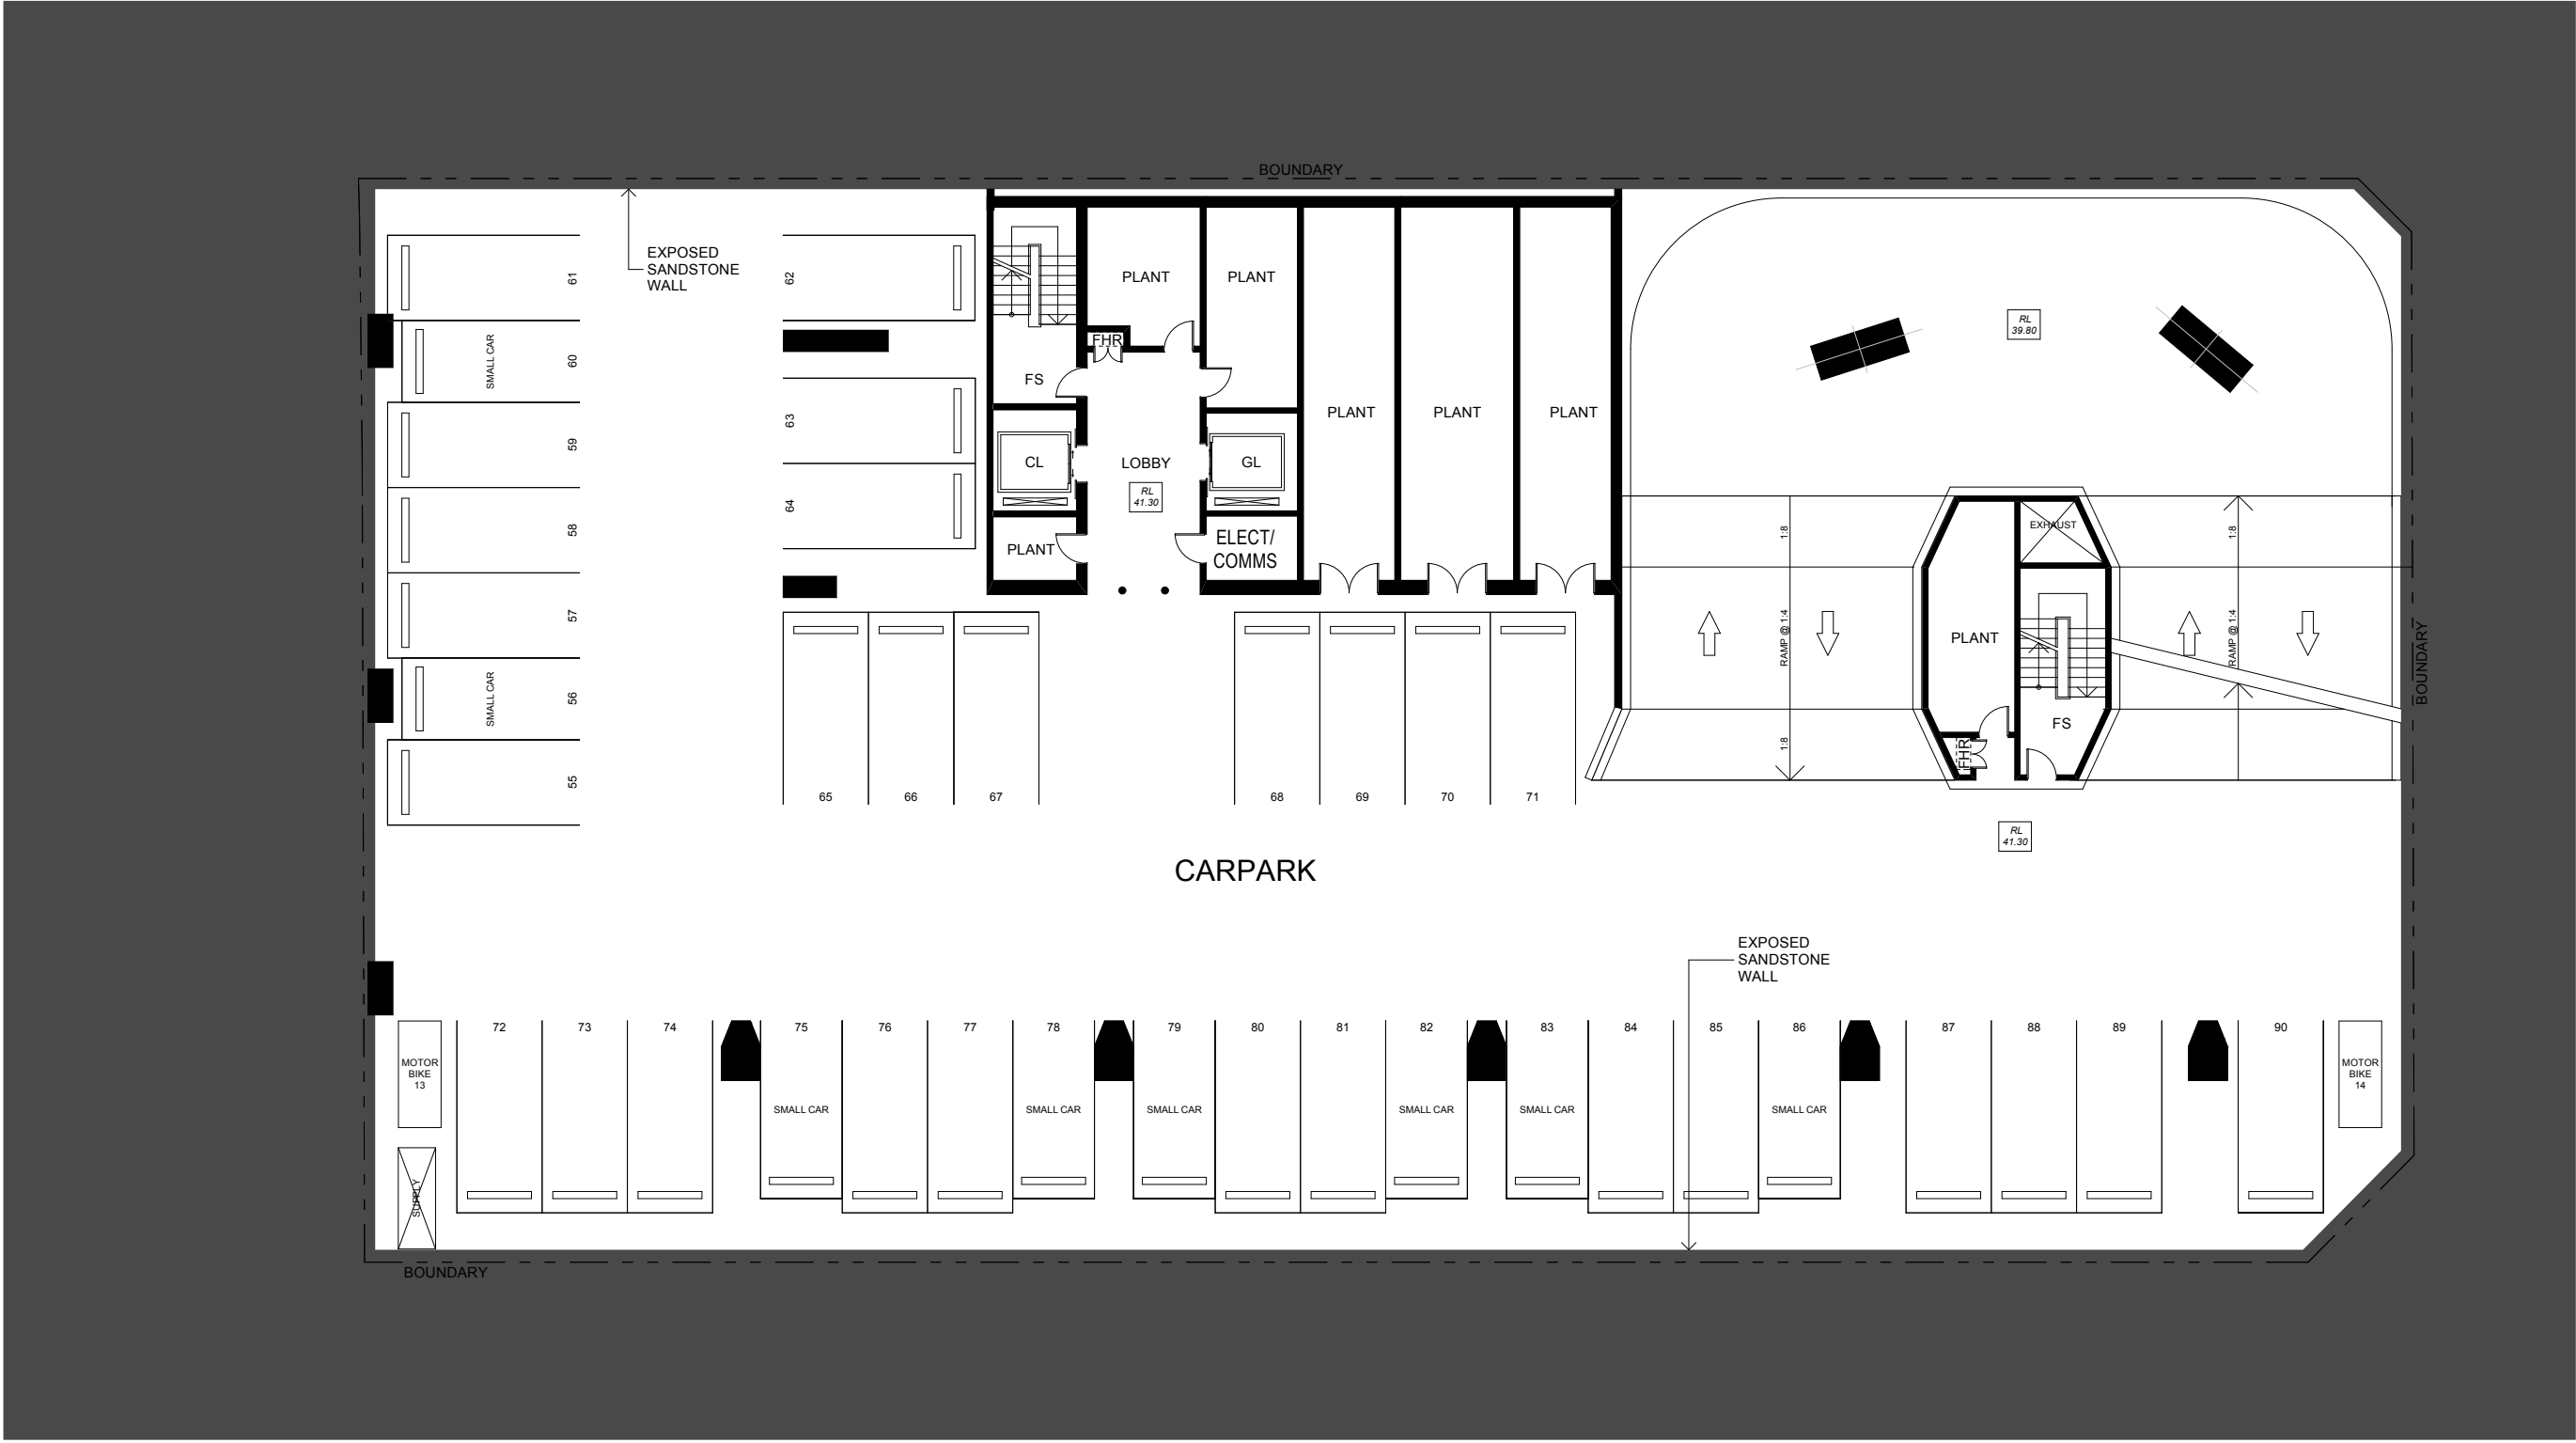 BOUNDARY
EXPOSED
SANDSTONE
WALL
61
62
SMALL CAR
60
59
63
58
64
57
SMALL CAR
56
55
PLANT
PLANT
FHR
FS
PLANT
PLANT
PLANT
CL
LOBBY
GL
RL
41.30
PLANT
ELECT/
COMMS
RL
39.80
1:8
EXHAUST
1:8
RAMP @ 1:4
PLANT
RAMP @ 1:4
BOUNDARY
FS
1:8
FHR
65
66
67
68
69
70
71
RL
41.30
CARPARK
EXPOSED
SANDSTONE
WALL
72
73
74
75
76
77
78
79
80
81
82
83
84
85
86
87
88
89
90
MOTOR
BIKE
13
MOTOR
BIKE
14
SMALL CAR
SMALL CAR
SMALL CAR
SMALL CAR
SMALL CAR
SMALL CAR
SUPPLY
BOUNDARY